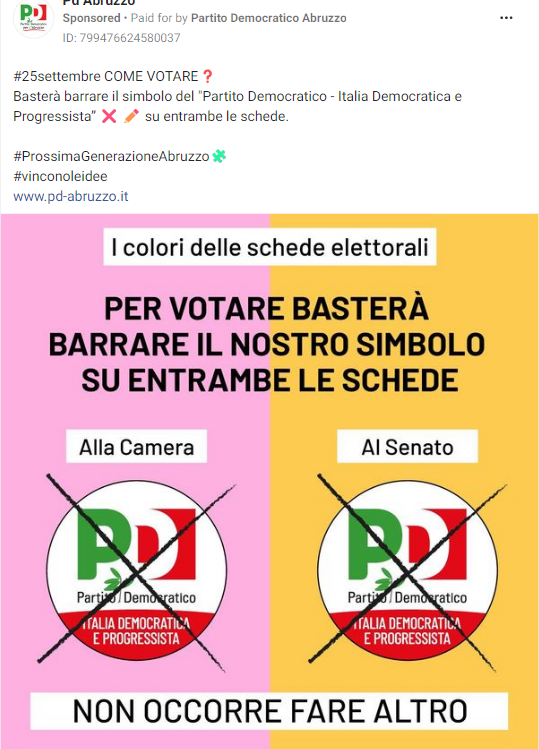 Pd Abruzzo
Sponsored • Paid for by Partito Democratico Abruzzo
ID: 799476624580037
#25settembre COME VOTARE❓
Basterà barrare il simbolo del "Partito Democratico - Italia Democratica e
Progressista” ❌ ✏️ su entrambe le schede.
#ProssimaGenerazioneAbruzzo
#vinconoleidee
www.pd-abruzzo.it
I colori delle schede elettorali
PER VOTARE BASTERÀ
BARRARE IL NOSTRO SIMBOLO
SU ENTRAMBE LE SCHEDE
Alla Camera
Al Senato
PD
Partito Democratico
ITALIA DEMOCRATICA
E PROGRESSISTA
PD
Partito Democratico
ITALIA DEMOCRATICA
E PROGRESSISTA
NON OCCORRE FARE ALTRO